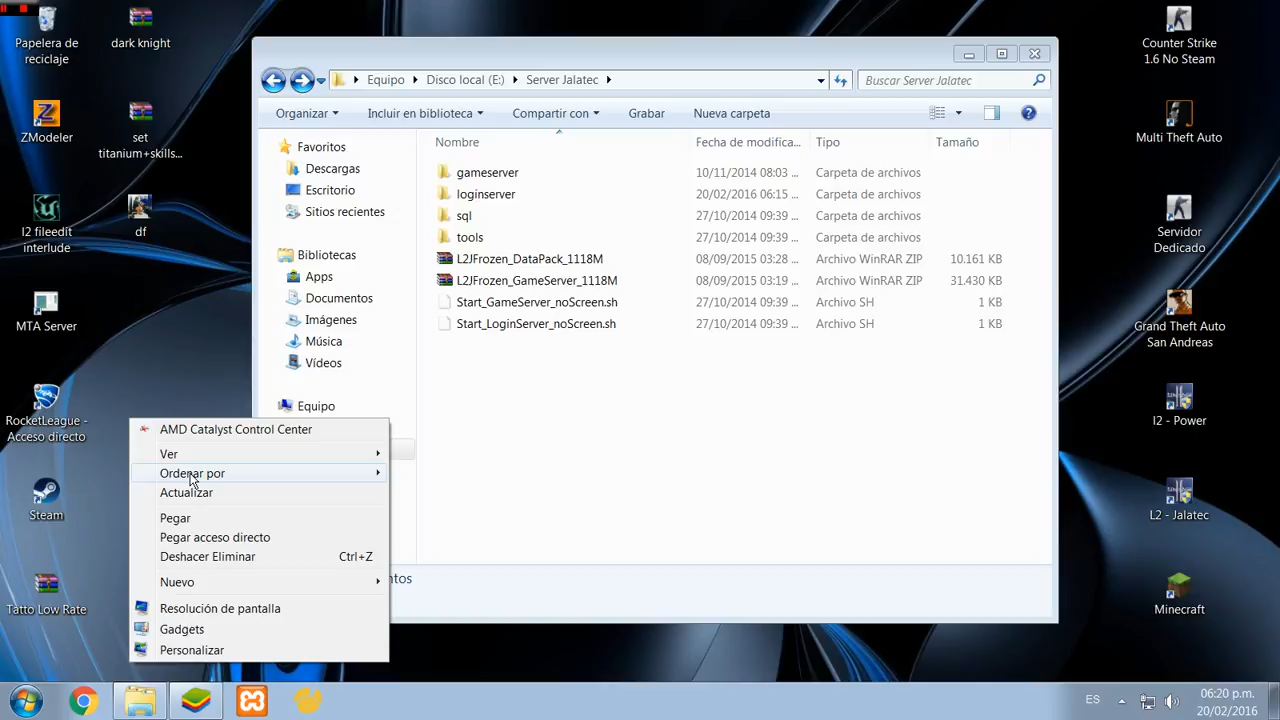 Papelera de
reciclaje
dark knight
ZModeler
set
titanium+skills...
l2 fileedit
interlude
df
MTA Server
RocketLeague -
Acceso directo
Steam
Tatto Low Rate
Equipo
Disco local (E:)
Server Jalatec
Buscar Server Jalatec
Organizar
Incluir en biblioteca
Compartir con
Grabar
Nueva carpeta
Favoritos
Descargas
Escritorio
Sitios recientes
Bibliotecas
Apps
Documentos
Imágenes
Música
Vídeos
Equipo
Nombre
Fecha de modifica...
Tipo
Tamaño
gameserver 10/11/2014 08:03 ... Carpeta de archivos
loginserver 20/02/2016 06:15 ... Carpeta de archivos
sql 27/10/2014 09:39 ... Carpeta de archivos
tools 27/10/2014 09:39 ... Carpeta de archivos
L2JFrozen_DataPack_1118M 08/09/2015 03:28 ... Archivo WinRAR ZIP 10.161 KB
L2JFrozen_GameServer_1118M 08/09/2015 03:19 ... Archivo WinRAR ZIP 31.430 KB
Start_GameServer_noScreen.sh 27/10/2014 09:39 ... Archivo SH 1 KB
Start_LoginServer_noScreen.sh 27/10/2014 09:39 ... Archivo SH 1 KB
ntos
AMD Catalyst Control Center
Ver
Ordenar por
Actualizar
Pegar
Pegar acceso directo
Deshacer Eliminar Ctrl+Z
Nuevo
Resolución de pantalla
Gadgets
Personalizar
Counter Strike
1.6 No Steam
Multi Theft Auto
Servidor
Dedicado
Grand Theft Auto
San Andreas
l2 - Power
L2 - Jalatec
Minecraft
ES
06:20 p.m.
20/02/2016